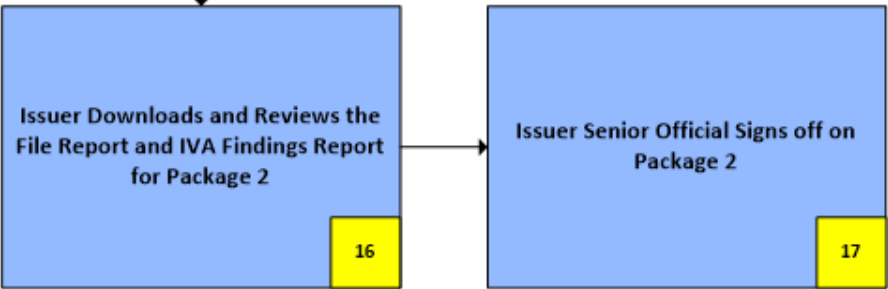 Issuer Downloads and Reviews the
File Report and IVA Findings Report
for Package 2
16
Issuer Senior Official Signs off on
Package 2
17